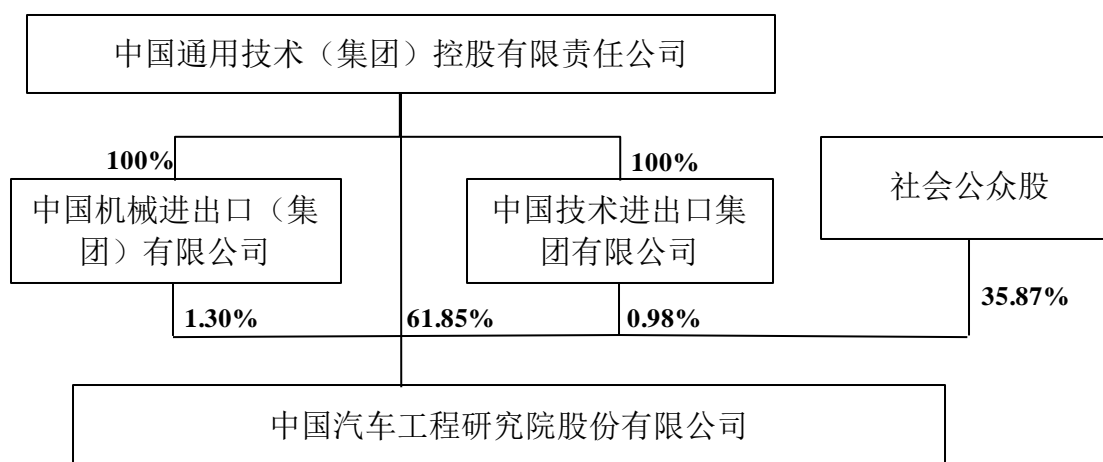 中国通用技术（集团）控股有限责任公司
100%
100%
中国机械进出口（集
团）有限公司
中国技术进出口集
团有限公司
社会公众股
1.30%
61.85%
0.98%
35.87%
中国汽车工程研究院股份有限公司